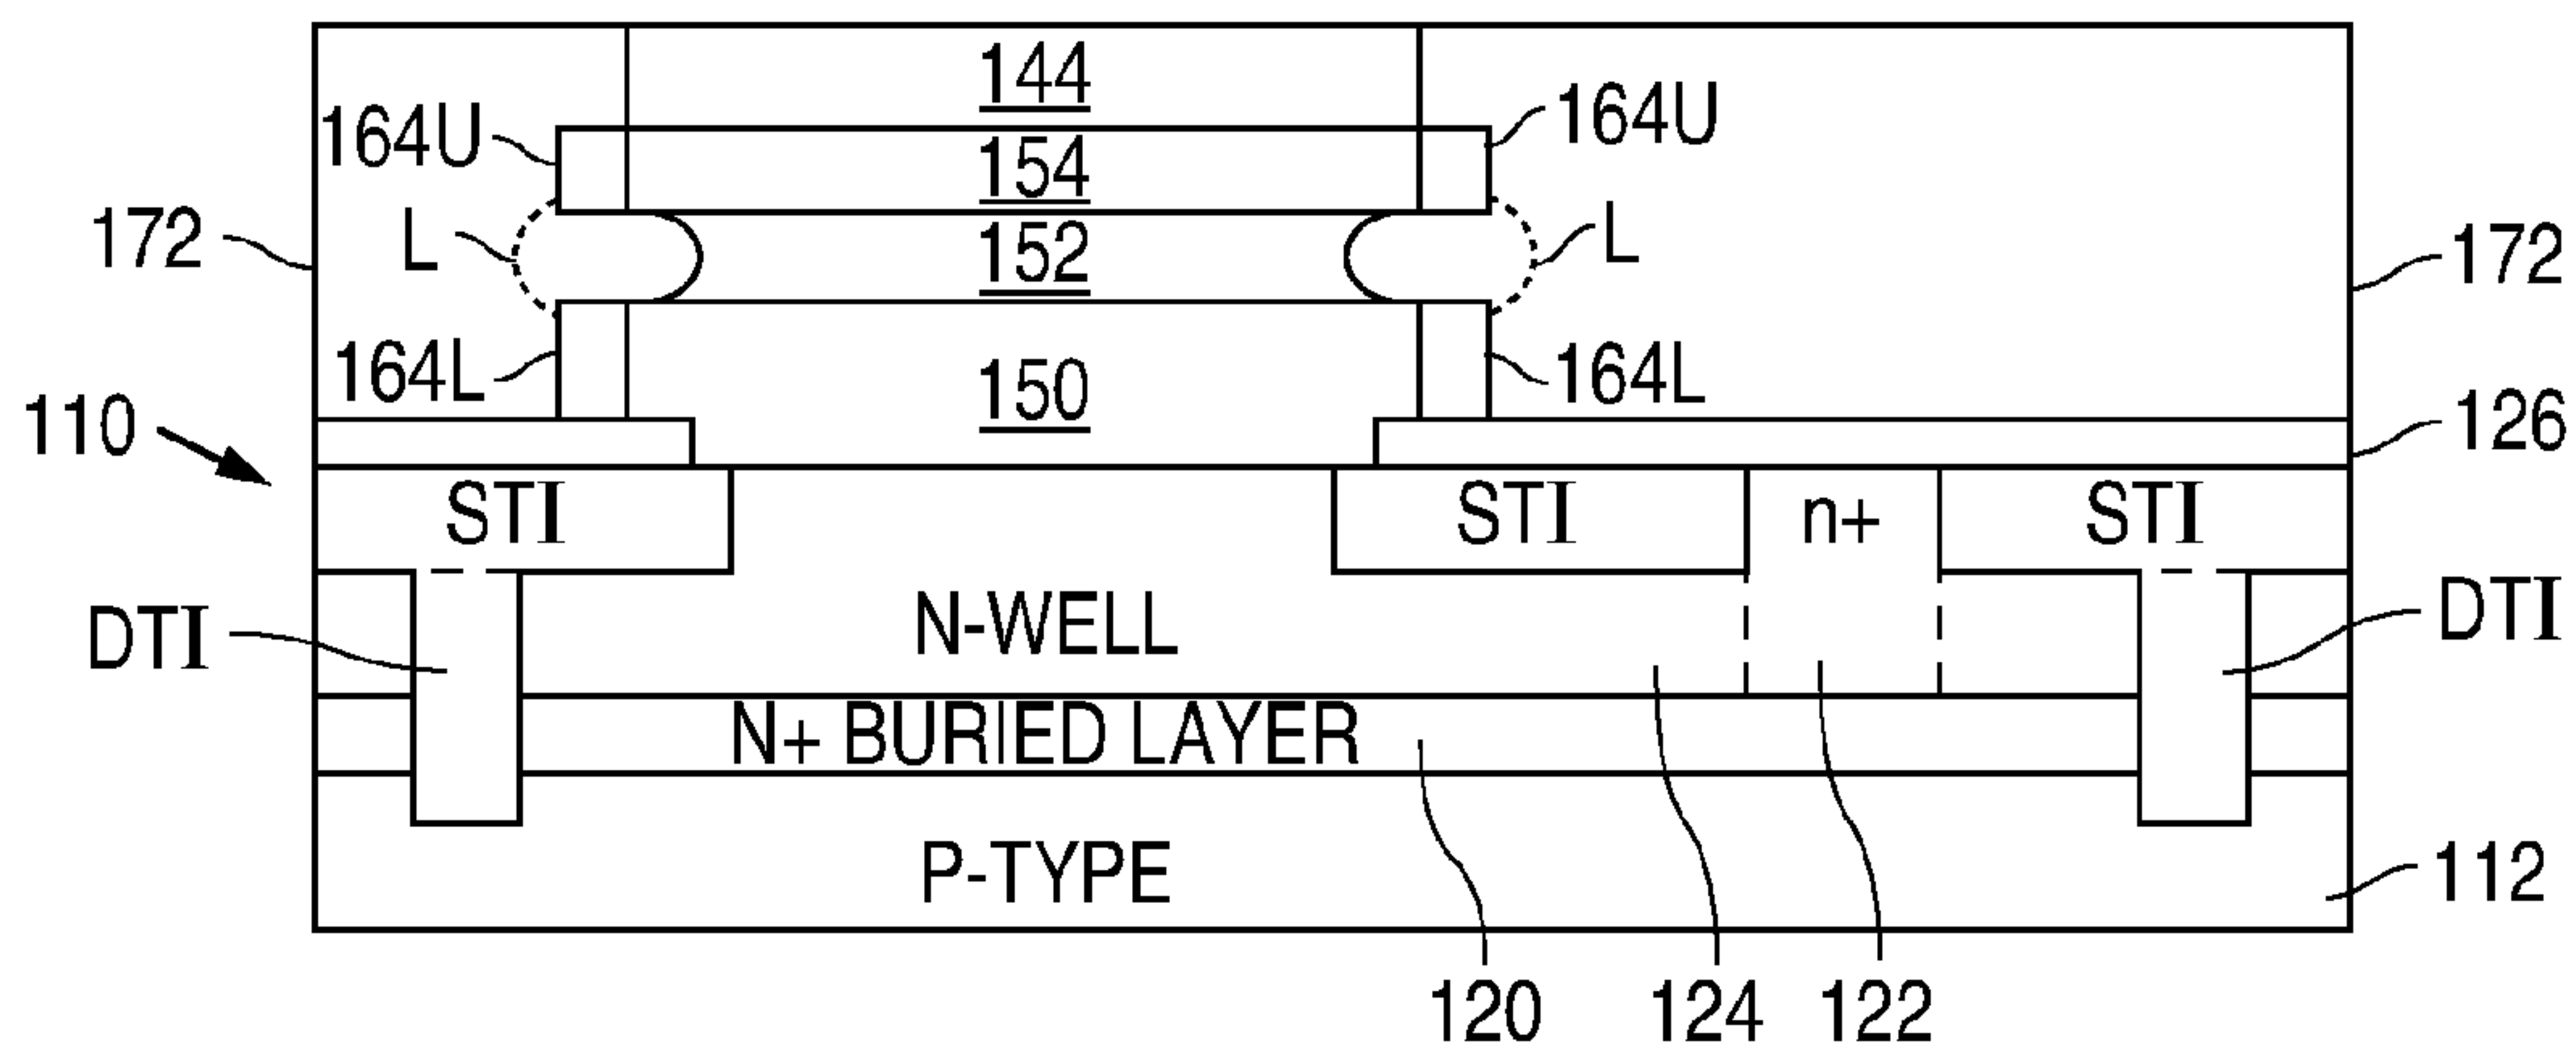 144
164U
164U
154
172
L
152
L
172
164L
150
164L
110
126
STI
STI
n+
STI
DTI
N-WELL
DTI
N+ BURIED LAYER
P-TYPE
112
120
124
122